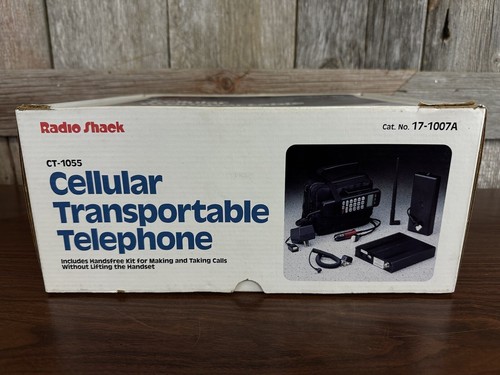 Radio Shack
Cat. No. 17-1007A
CT-1055
Cellular
Transportable
Telephone
Includes HandsFree Kit for Making and Taking Calls
Without Lifting the Handset